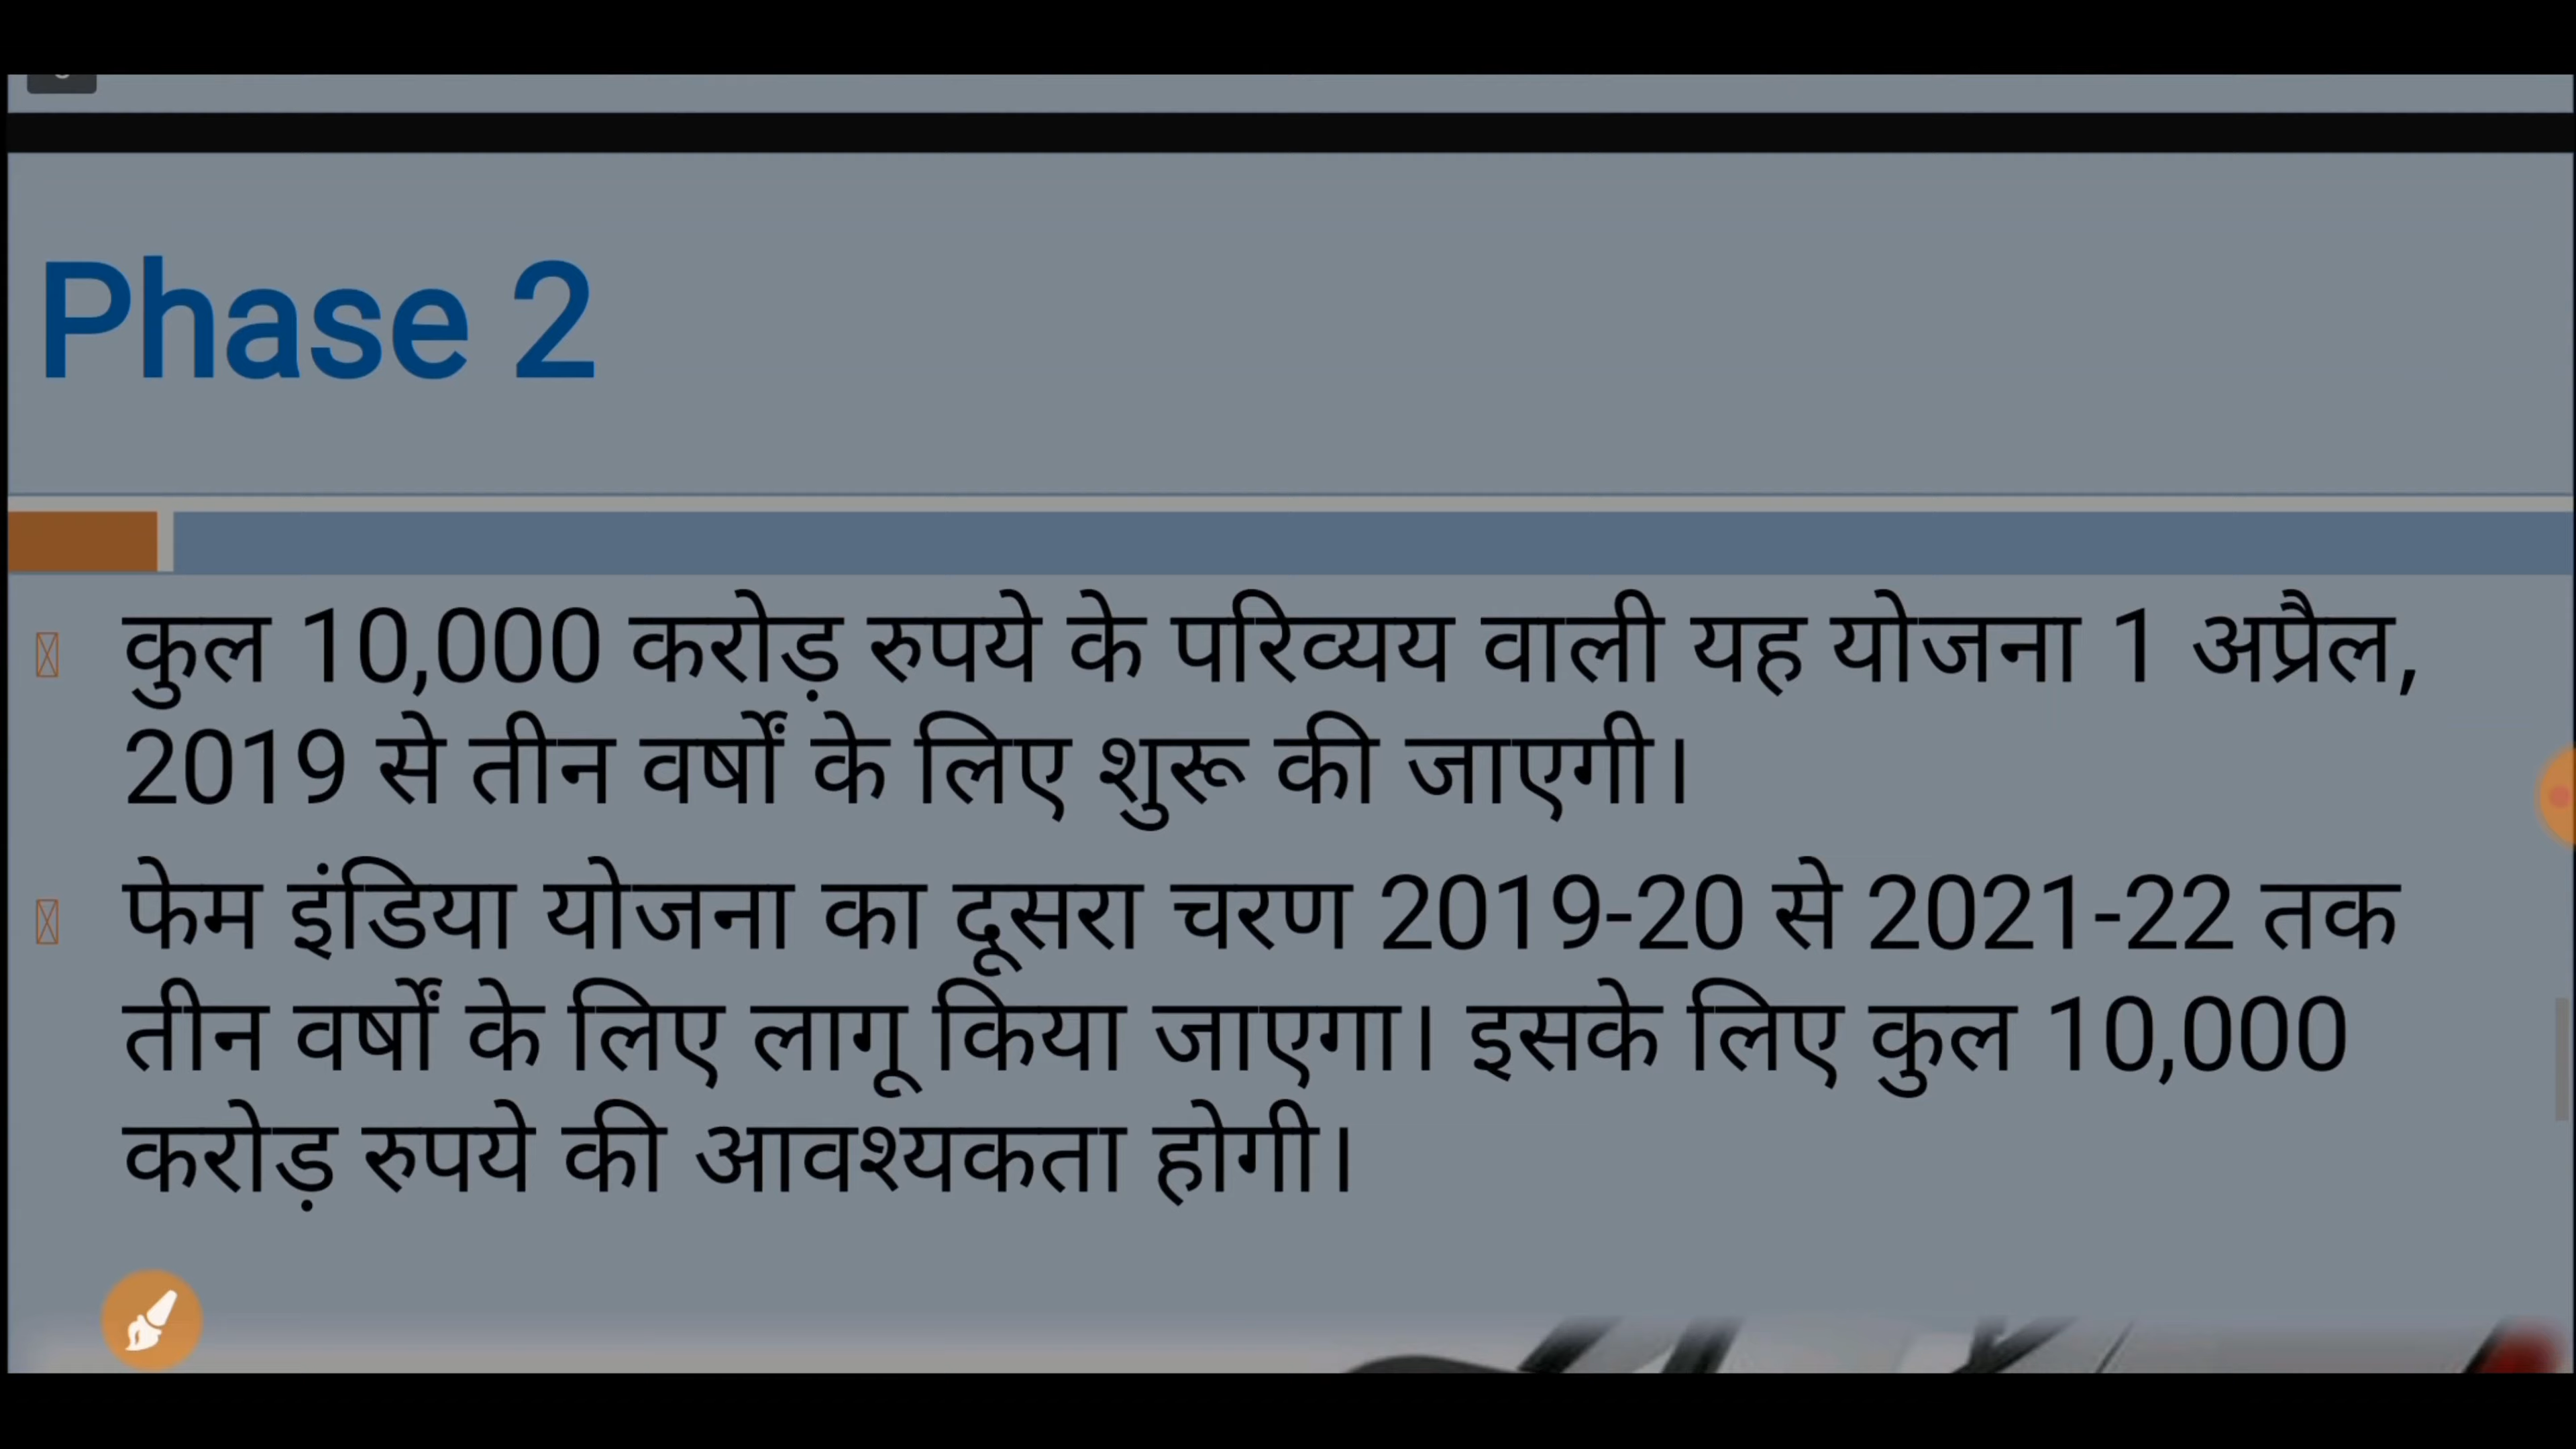 Phase 2
कुल 10,000 करोड़ रुपये के परिव्यय वाली यह योजना 1 अप्रैल,
2019 से तीन वर्षों के लिए शुरू की जाएगी।
फेम इंडिया योजना का दूसरा चरण 2019-20 से 2021-22 तक
तीन वर्षों के लिए लागू किया जाएगा। इसके लिए कुल 10,000
करोड़ रुपये की आवश्यकता होगी।